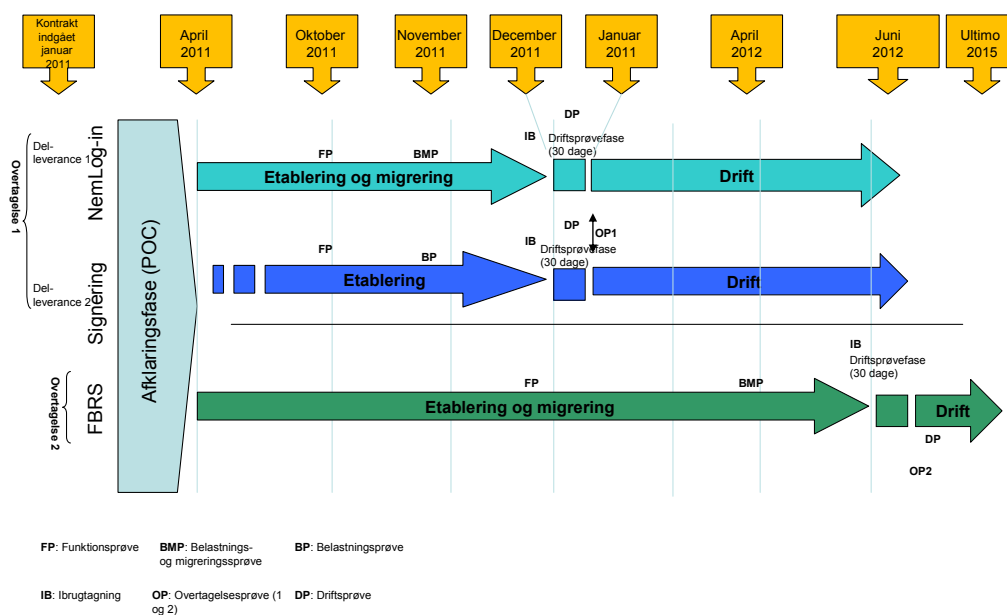 Kontrakt
indgået
januar
2011
April
2011
Oktober
2011
November
2011
December
2011
Januar
2011
April
2012
Juni
2012
Ultimo
2015
Overtagelse 1
Del-
leverance 1
NemLog-in
Afklaringsfase (POC)
FP
BMP
Etablering og migrering
IB
DP
Driftsprøvefase
(30 dage)
Drift
OP1
Del-
leverance 2
Signering
FP
BP
Etablering
IB
DP
Driftsprøvefase
(30 dage)
Drift
Overtagelse 2
FBRS
FP
BMP
Etablering og migrering
IB
Driftsprøvefase
(30 dage)
Drift
DP
OP2
FP: Funktionsprøve
BMP: Belastnings-
og migreringssprøve
BP: Belastningsprøve
IB: Ibrugtagning
OP: Overtagelsesprøve (1
og 2)
DP: Driftsprøve